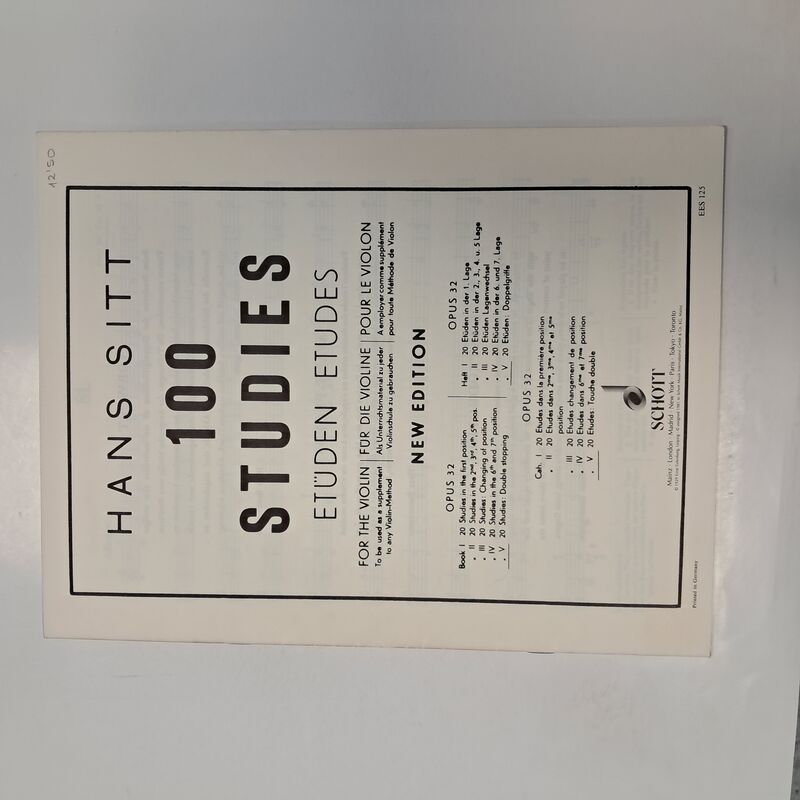 12'50
HANS SITT
100
STUDIES
ETÜDEN ETUDES
FOR THE VIOLIN
To be used as a supplement
to any Violin-Method
FÜR DIE VIOLINE
Als Unterrichtsmaterial zu jeder
Violinschule zu gebrauchen
POUR LE VIOLON
A employer comme supplément
pour toute Méthode de Violon
NEW EDITION
OPUS 32
Book I 20 Studies in the first position
" II 20 Studies in the 2nd, 3rd, 4th, 5th pos.
" III 20 Studies: Changing of position
" IV 20 Studies in the 6th and 7th position
" V 20 Studies: Double stopping
OPUS 32
Heft I 20 Etüden in der 1. Lage
" II 20 Etüden in der 2., 3., 4. u. 5 Lage
" III 20 Etüden Lagenwechsel
" IV 20 Etüden in der 6. und 7. Lage
" V 20 Etüden: Doppelgriffe
OPUS 32
Cah. I 20 Etudes dans la première position
" II 20 Etudes dans 2me, 3me, 4me et 5me
position
" III 20 Etudes changement de position
" IV 20 Etudes dans 6me et 7me position
" V 20 Etudes: Touche double
SCHOTT
Mainz · London · Madrid · New York · Paris · Tokyo · Toronto
Printed in Germany
EES 125